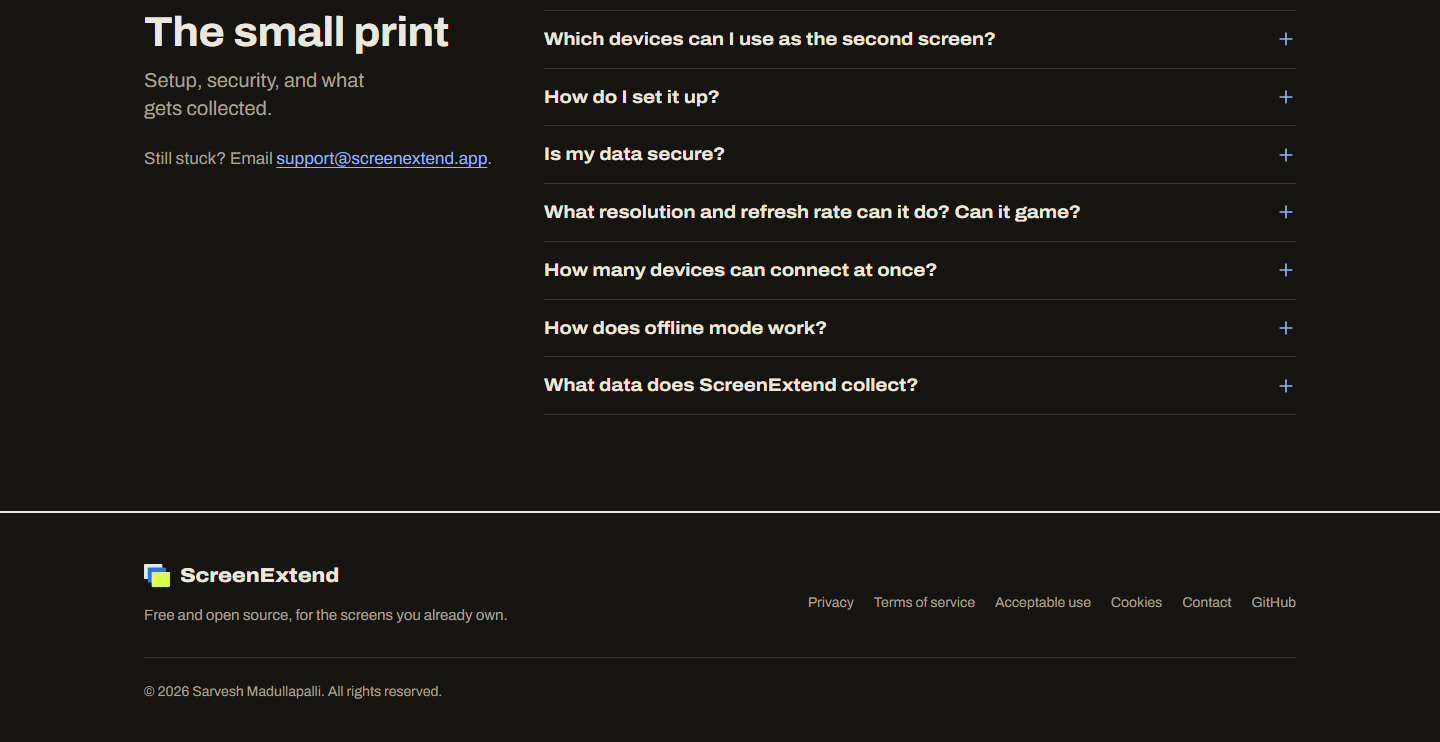 The small print
Setup, security, and what
gets collected.
Still stuck? Email support@screenextend.app.
Which devices can I use as the second screen?
How do I set it up?
Is my data secure?
What resolution and refresh rate can it do? Can it game?
How many devices can connect at once?
How does offline mode work?
What data does ScreenExtend collect?
ScreenExtend
Free and open source, for the screens you already own.
Privacy Terms of service Acceptable use Cookies Contact GitHub
© 2026 Sarvesh Madullapalli. All rights reserved.